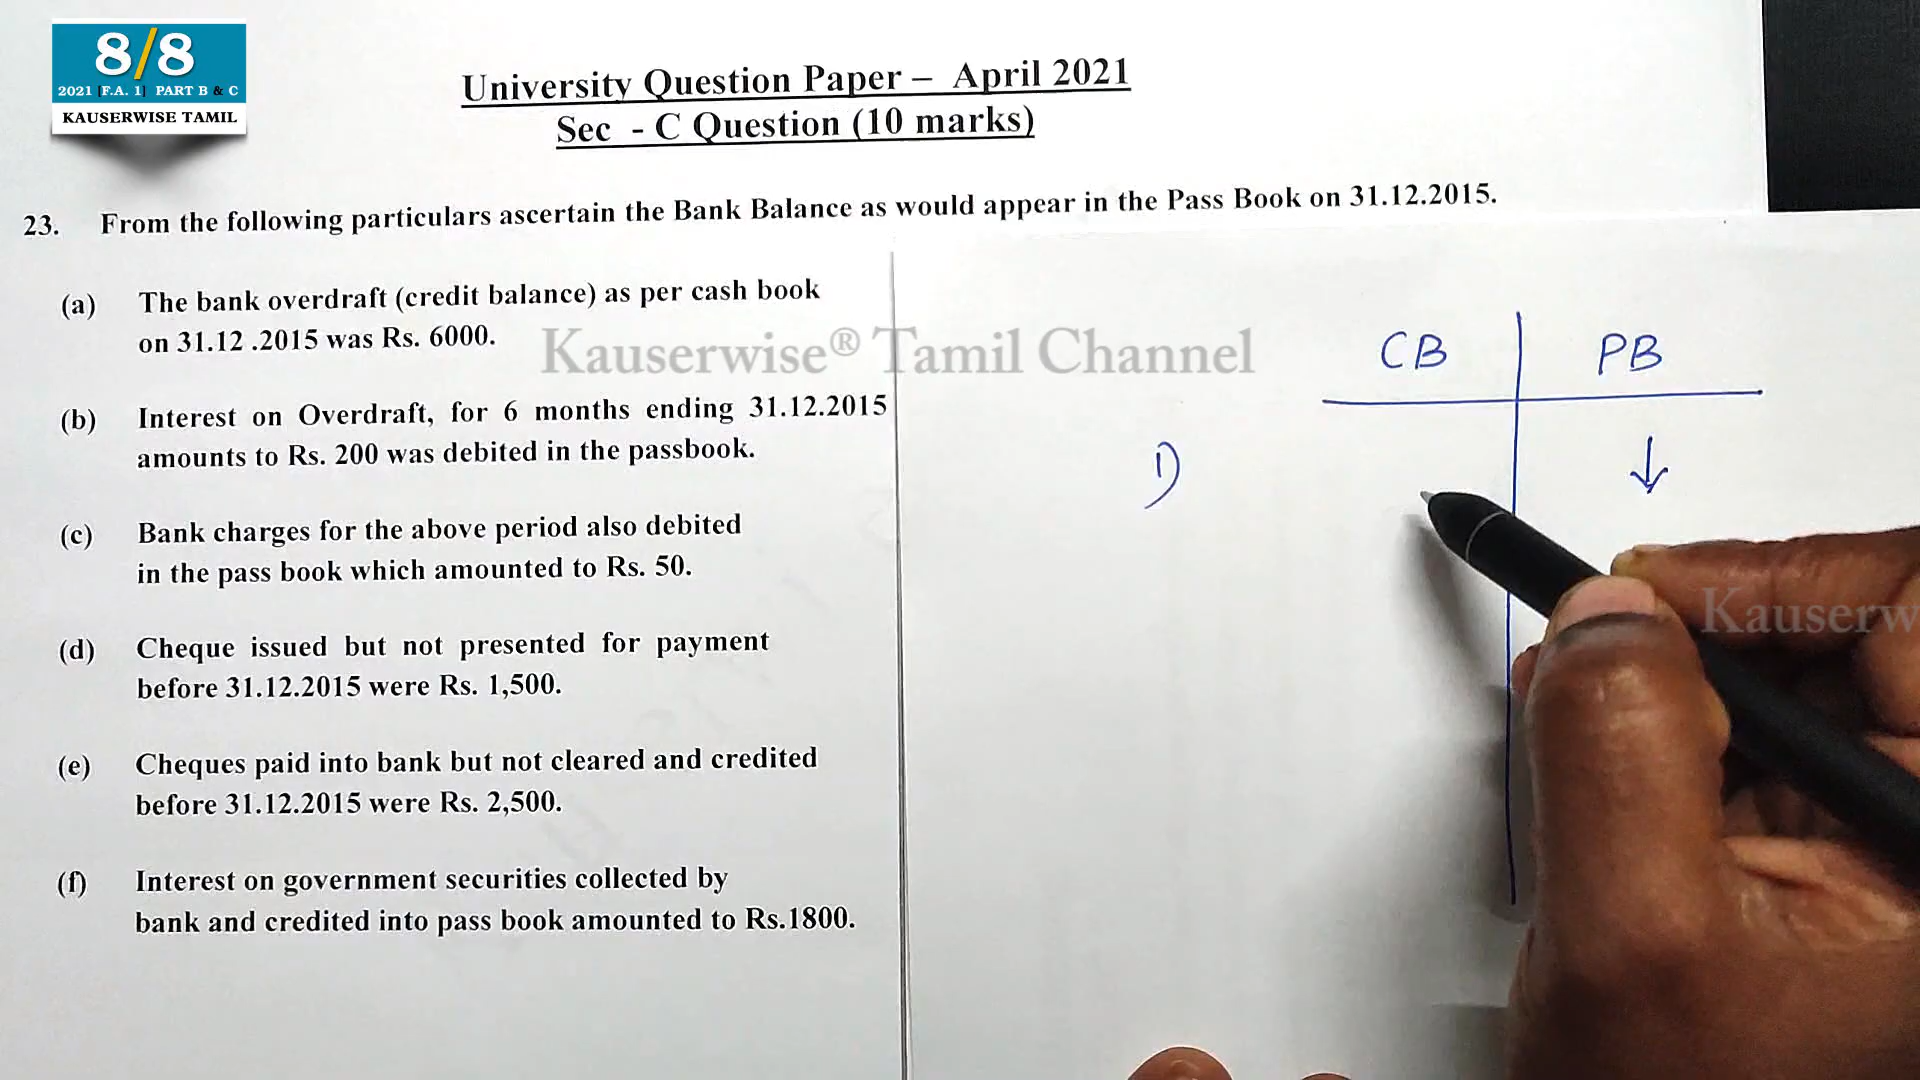 8/8
2021 [F.A. 1] PART B & C
KAUSERWISE TAMIL
University Question Paper – April 2021
Sec - C Question (10 marks)
23. From the following particulars ascertain the Bank Balance as would appear in the Pass Book on 31.12.2015.
(a) The bank overdraft (credit balance) as per cash book
on 31.12 .2015 was Rs. 6000.
Kauserwise® Tamil Channel
(b) Interest on Overdraft, for 6 months ending 31.12.2015
amounts to Rs. 200 was debited in the passbook.
(c) Bank charges for the above period also debited
in the pass book which amounted to Rs. 50.
(d) Cheque issued but not presented for payment
before 31.12.2015 were Rs. 1,500.
(e) Cheques paid into bank but not cleared and credited
before 31.12.2015 were Rs. 2,500.
(f) Interest on government securities collected by
bank and credited into pass book amounted to Rs.1800.
CB PB
1) ↓
Kauserw